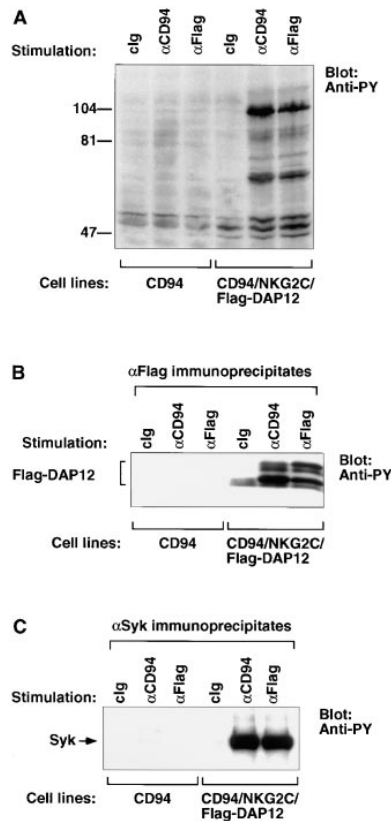 A
Stimulation: cIg αCD94 αFlag cIg αCD94 αFlag
Blot:
Anti-PY
104
81
47
Cell lines: CD94 CD94/NKG2C/
Flag-DAP12
B
αFlag immunoprecipitates
Stimulation: cIg αCD94 αFlag cIg αCD94 αFlag
Blot:
Anti-PY
Flag-DAP12
Cell lines: CD94 CD94/NKG2C/
Flag-DAP12
C
αSyk immunoprecipitates
Stimulation: cIg αCD94 αFlag cIg αCD94 αFlag
Blot:
Anti-PY
Syk
Cell lines: CD94 CD94/NKG2C/
Flag-DAP12